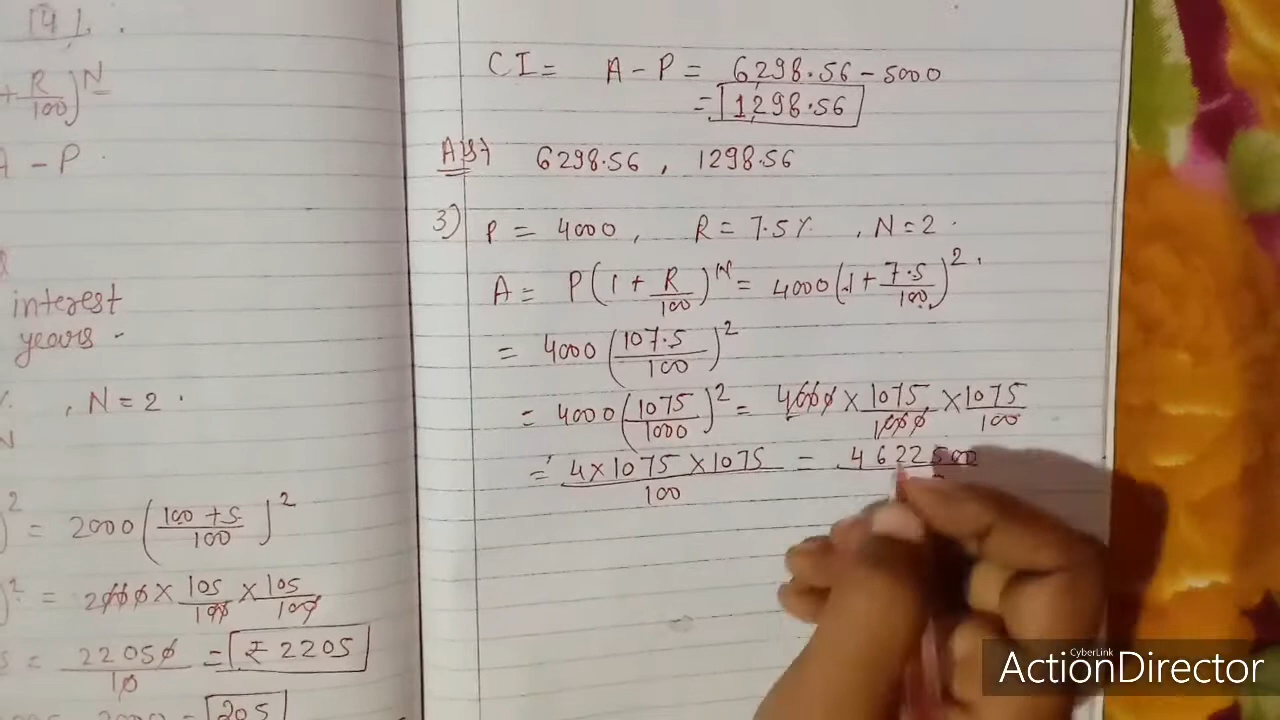 [4]
+ R/100)^N
A - P
interest
years
, N = 2
)^2 = 2000 (100 + 5/100)^2
)^2 = 2000 × 105/100 × 105/100
= 22050/10 = ₹ 2205
205
CI = A - P = 6298.56 - 5000
= 1298.56
6298.56 , 1298.56
3) P = 4000 , R = 7.5% , N = 2 .
A = P(1 + R/100)^N = 4000(1 + 7.5/100)^2 .
= 4000 (107.5/100)^2
= 4000 (1075/1000)^2 = 4000 × 1075/1000 × 1075/100
= 4 × 1075 × 1075/100 = 4622500
CyberLink
ActionDirector